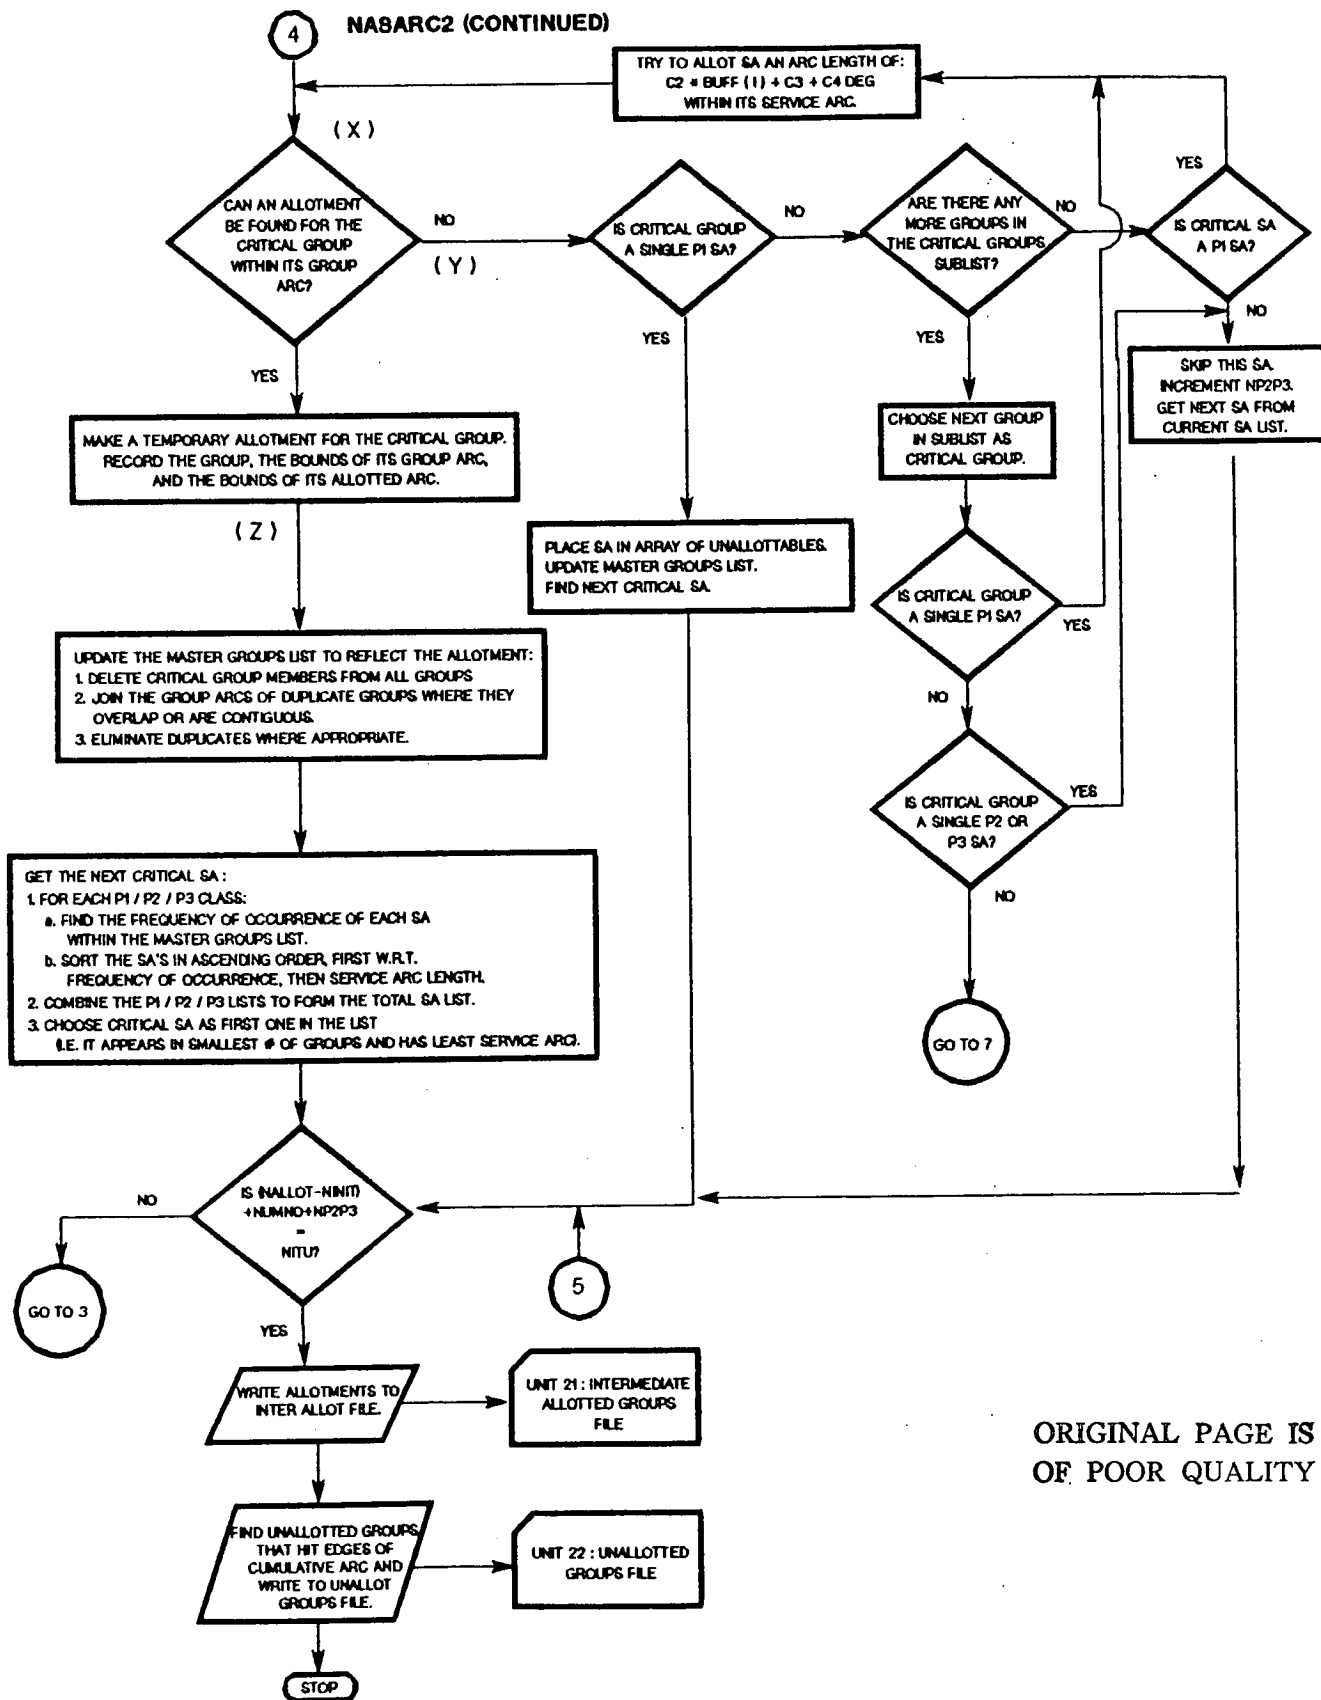 4
NASARC2 (CONTINUED)
TRY TO ALLOT SA AN ARC LENGTH OF:
C2 * BUFF (I) + C3 + C4 DEG
WITHIN ITS SERVICE ARC.
(X)
CAN AN ALLOTMENT
BE FOUND FOR THE
CRITICAL GROUP
WITHIN ITS GROUP
ARC?
NO
(Y)
IS CRITICAL GROUP
A SINGLE P1 SA?
NO
ARE THERE ANY
MORE GROUPS IN
THE CRITICAL GROUPS
SUBLIST?
NO
YES
IS CRITICAL SA
A P1 SA?
NO
YES
YES
YES
SKIP THIS SA.
INCREMENT NP2P3.
GET NEXT SA FROM
CURRENT SA LIST.
MAKE A TEMPORARY ALLOTMENT FOR THE CRITICAL GROUP.
RECORD THE GROUP, THE BOUNDS OF ITS GROUP ARC,
AND THE BOUNDS OF ITS ALLOTTED ARC.
CHOOSE NEXT GROUP
IN SUBLIST AS
CRITICAL GROUP.
(Z)
PLACE SA IN ARRAY OF UNALLOTTABLES.
UPDATE MASTER GROUPS LIST.
FIND NEXT CRITICAL SA.
IS CRITICAL GROUP
A SINGLE P1 SA?
YES
NO
UPDATE THE MASTER GROUPS LIST TO REFLECT THE ALLOTMENT:
1. DELETE CRITICAL GROUP MEMBERS FROM ALL GROUPS
2. JOIN THE GROUP ARCS OF DUPLICATE GROUPS WHERE THEY
OVERLAP OR ARE CONTIGUOUS.
3. ELIMINATE DUPLICATES WHERE APPROPRIATE.
IS CRITICAL GROUP
A SINGLE P2 OR
P3 SA?
YES
NO
GET THE NEXT CRITICAL SA :
1. FOR EACH P1 / P2 / P3 CLASS:
a. FIND THE FREQUENCY OF OCCURRENCE OF EACH SA
WITHIN THE MASTER GROUPS LIST.
b. SORT THE SA'S IN ASCENDING ORDER, FIRST W.R.T.
FREQUENCY OF OCCURRENCE, THEN SERVICE ARC LENGTH.
2. COMBINE THE P1 / P2 / P3 LISTS TO FORM THE TOTAL SA LIST.
3. CHOOSE CRITICAL SA AS FIRST ONE IN THE LIST
(I.E. IT APPEARS IN SMALLEST # OF GROUPS AND HAS LEAST SERVICE ARC).
GO TO 7
IS (NALLOT-NINIT)
+NUMNO+NP2P3
=
NITU?
NO
GO TO 3
5
YES
WRITE ALLOTMENTS TO
INTER ALLOT FILE.
UNIT 21 : INTERMEDIATE
ALLOTTED GROUPS
FILE
ORIGINAL PAGE IS
OF POOR QUALITY
FIND UNALLOTTED GROUPS
THAT HIT EDGES OF
CUMULATIVE ARC AND
WRITE TO UNALLOT
GROUPS FILE.
UNIT 22 : UNALLOTTED
GROUPS FILE
STOP